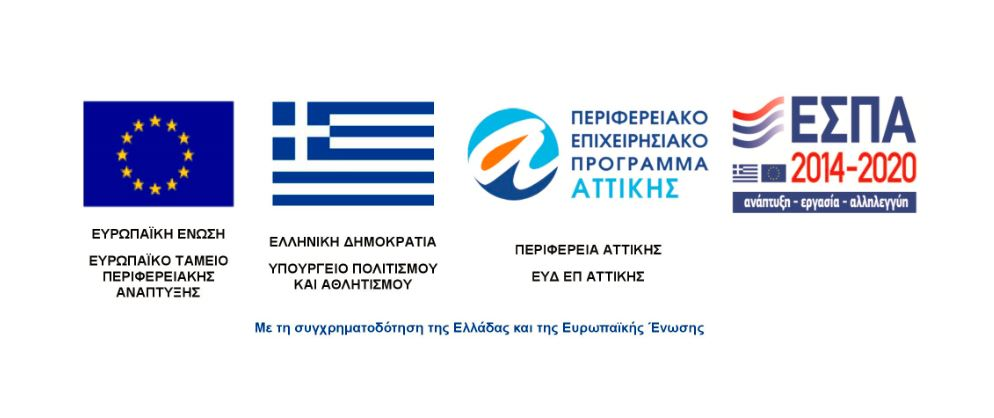 ΕΥΡΩΠΑΪΚΗ ΕΝΩΣΗ
ΕΥΡΩΠΑΪΚΟ ΤΑΜΕΙΟ
ΠΕΡΙΦΕΡΕΙΑΚΗΣ
ΑΝΑΠΤΥΞΗΣ
ΕΛΛΗΝΙΚΗ ΔΗΜΟΚΡΑΤΙΑ
ΥΠΟΥΡΓΕΙΟ ΠΟΛΙΤΙΣΜΟΥ
ΚΑΙ ΑΘΛΗΤΙΣΜΟΥ
ΠΕΡΙΦΕΡΕΙΑΚΟ
ΕΠΙΧΕΙΡΗΣΙΑΚΟ
ΠΡΟΓΡΑΜΜΑ
ΑΤΤΙΚΗΣ
ΠΕΡΙΦΕΡΕΙΑ ΑΤΤΙΚΗΣ
ΕΥΔ ΕΠ ΑΤΤΙΚΗΣ
ΕΣΠΑ
2014-2020
ανάπτυξη - εργασία - αλληλεγγύη
Με τη συγχρηματοδότηση της Ελλάδας και της Ευρωπαϊκής Ένωσης